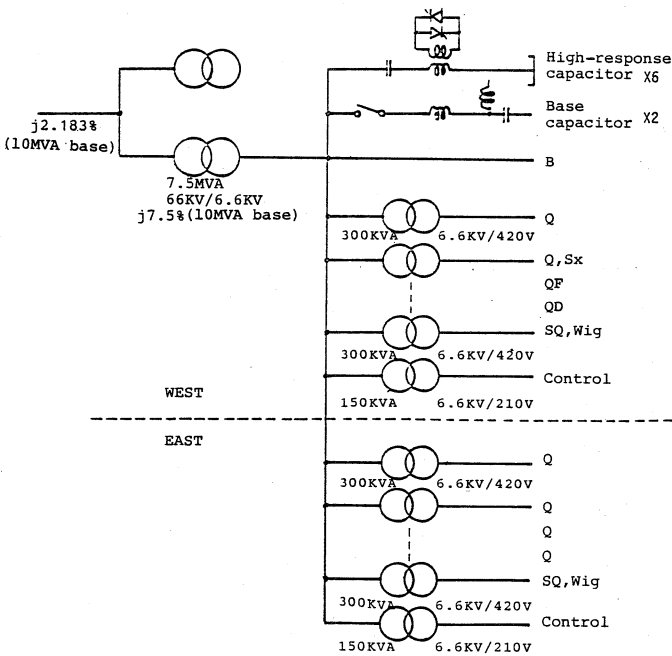 High-response
capacitor X6
Base
capacitor X2
j2.183%
(10MVA base)
B
7.5MVA
66KV/6.6KV
j7.5%(10MVA base)
Q
300KVA 6.6KV/420V
Q,Sx
QF
QD
SQ,Wig
300KVA 6.6KV/420V
Control
150KVA 6.6KV/210V
WEST
EAST
Q
300KVA 6.6KV/420V
Q
Q
Q
SQ,Wig
300KVA 6.6KV/420V
Control
150KVA 6.6KV/210V